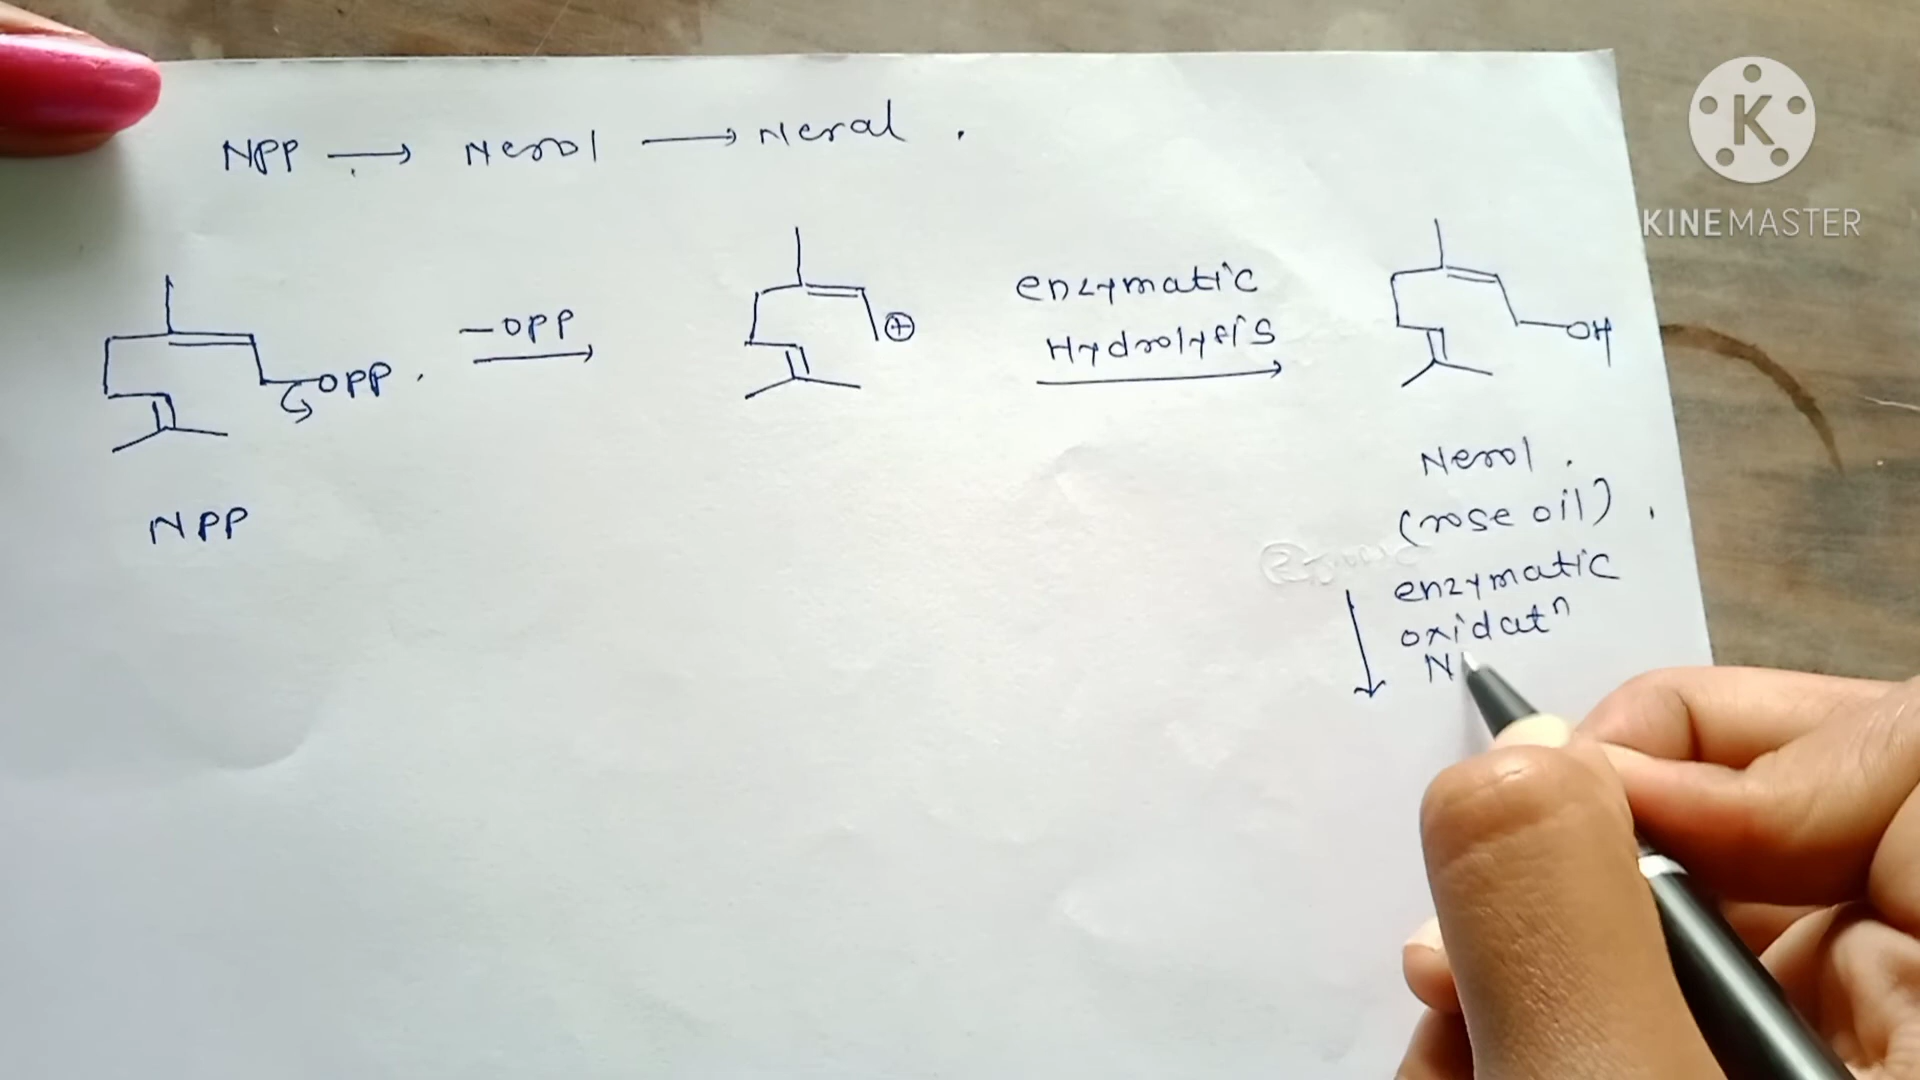 NPP → Nerol → Neral .
-OPP
OPP .
⊕
enzymatic
Hydrolysis
OH
NPP
Nerol .
(rose oil) .
enzymatic
oxidatⁿ
N
K
KINEMASTER